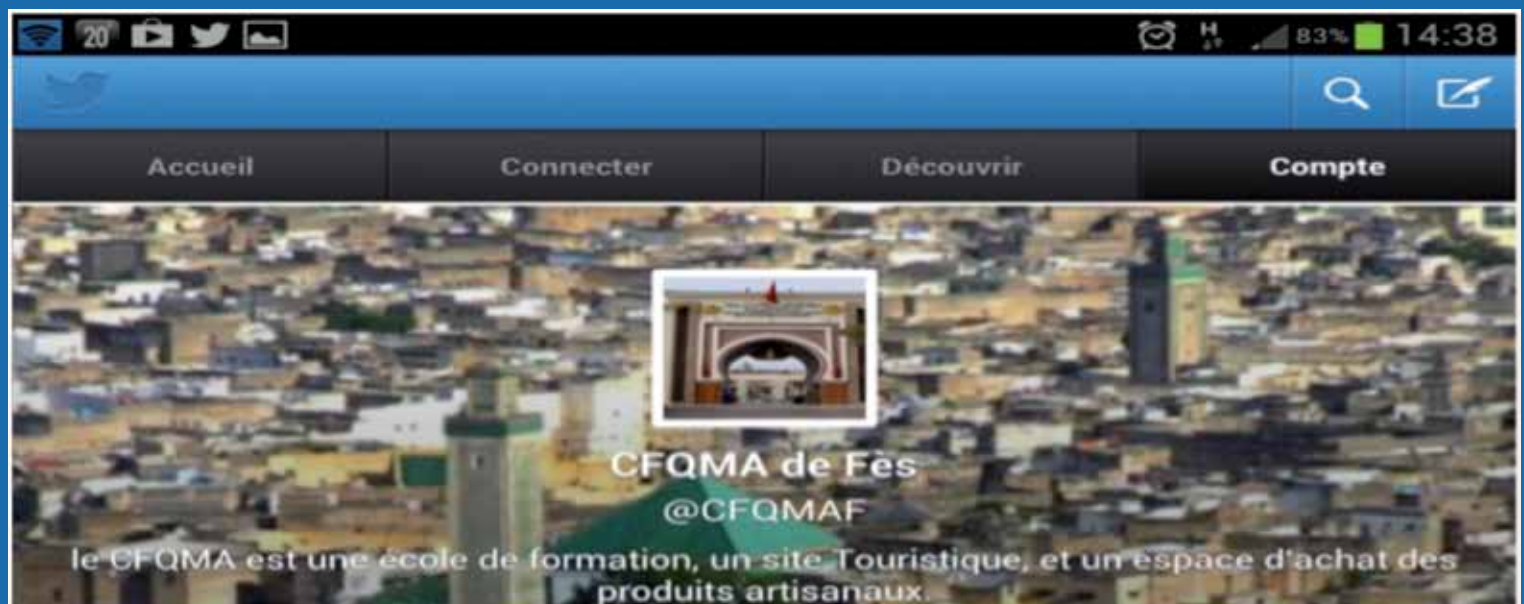 20° 83% 14:38
Accueil Connecter Découvrir Compte
CFQMA de Fès
@CFQMAF
le CFQMA est une école de formation, un site Touristique, et un espace d'achat des
produits artisanaux.